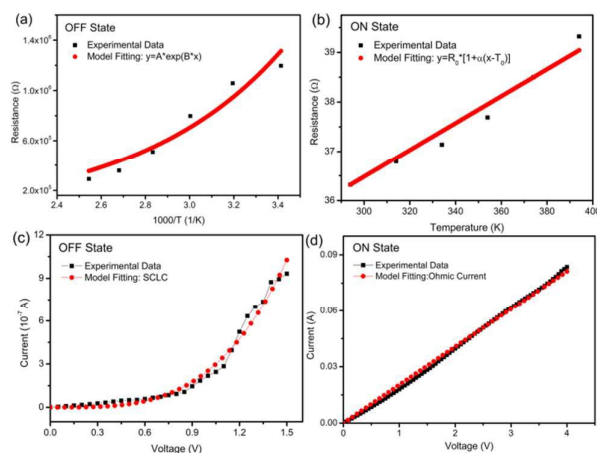 (a)
OFF State
Experimental Data
Model Fitting: y=A*exp(B*x)
Resistance (Ω)
1.4x10⁶
1.0x10⁶
6.0x10⁵
2.0x10⁵
2.4 2.6 2.8 3.0 3.2 3.4 3.6
1000/T (1/K)
(b)
ON State
Experimental Data
Model Fitting: y=R₀*[1+α(x-T₀)]
Resistance (Ω)
39
38
37
36
300 320 340 360 380 400
Temperature (K)
(c)
OFF State
Experimental Data
Model Fitting: SCLC
Current (10⁻⁷ A)
12
9
6
3
0
0.0 0.3 0.6 0.9 1.2 1.5
Voltage (V)
(d)
ON State
Experimental Data
Model Fitting:Ohmic Current
Current (A)
0.09
0.06
0.03
0.00
0 1 2 3 4
Voltage (V)